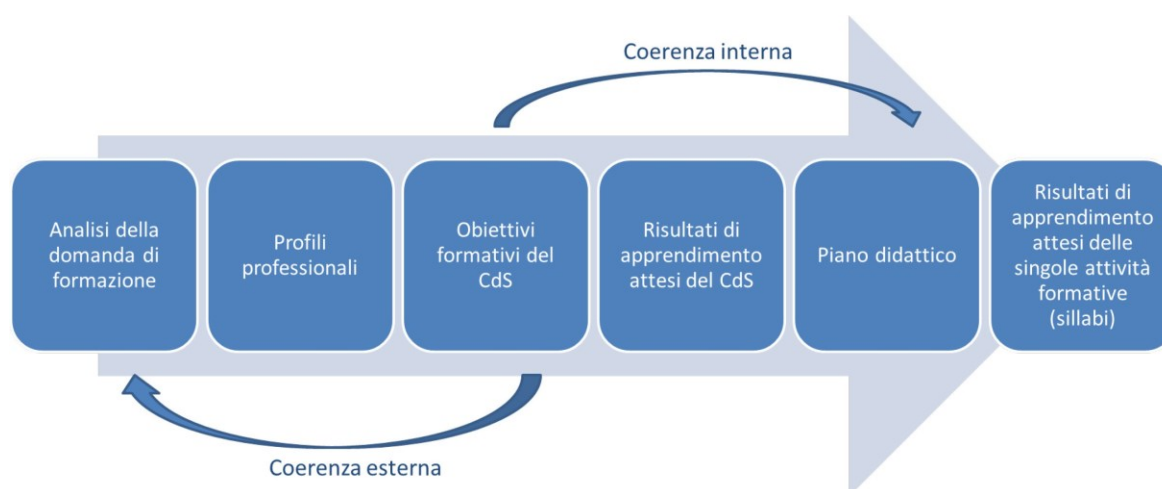 Coerenza interna
Analisi della
domanda di
formazione
Profili
professionali
Obiettivi
formativi del
CdS
Risultati di
apprendimento
attesi del CdS
Piano didattico
Risultati di
apprendimento
attesi delle
singole attività
formative
(sillabi)
Coerenza esterna